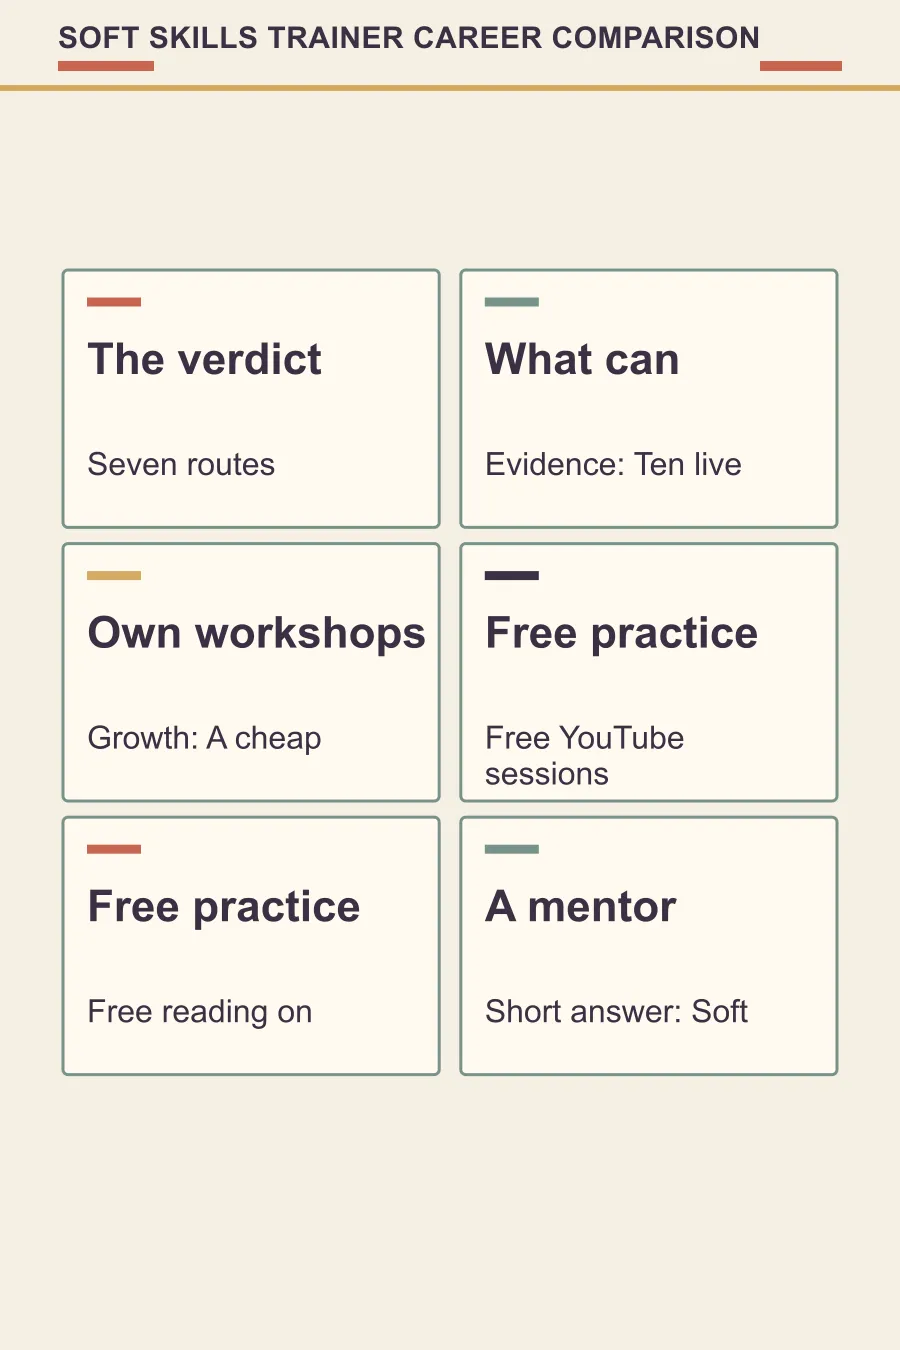 SOFT SKILLS TRAINER CAREER COMPARISON
The verdict
Seven routes
What can
Evidence: Ten live
Own workshops
Growth: A cheap
Free practice
Free YouTube
sessions
Free practice
Free reading on
A mentor
Short answer: Soft